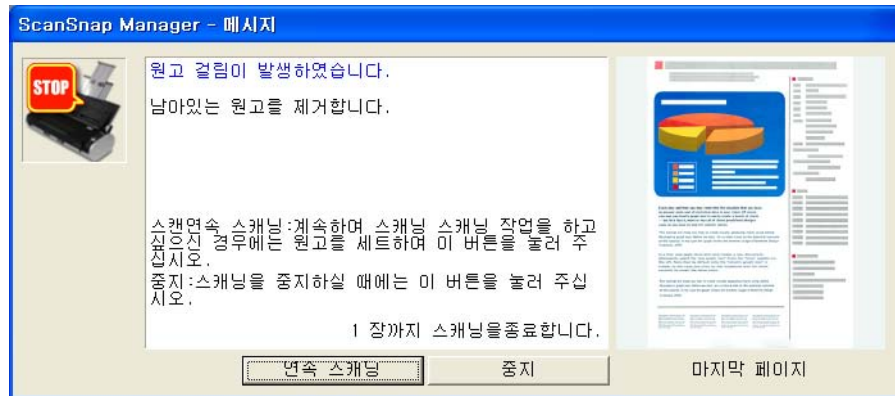 ScanSnap Manager - 메시지
STOP
원고 걸림이 발생하였습니다.
남아있는 원고를 제거합니다.
스캔연속 스캐닝:계속하여 스캐닝 스캐닝 작업을 하고
싶으신 경우에는 원고를 세트하여 이 버튼을 눌러 주
십시오.
중지:스캐닝을 중지하실 때에는 이 버튼을 눌러 주십
시오.
1 장까지 스캐닝을종료합니다.
연속 스캐닝
중지
마지막 페이지